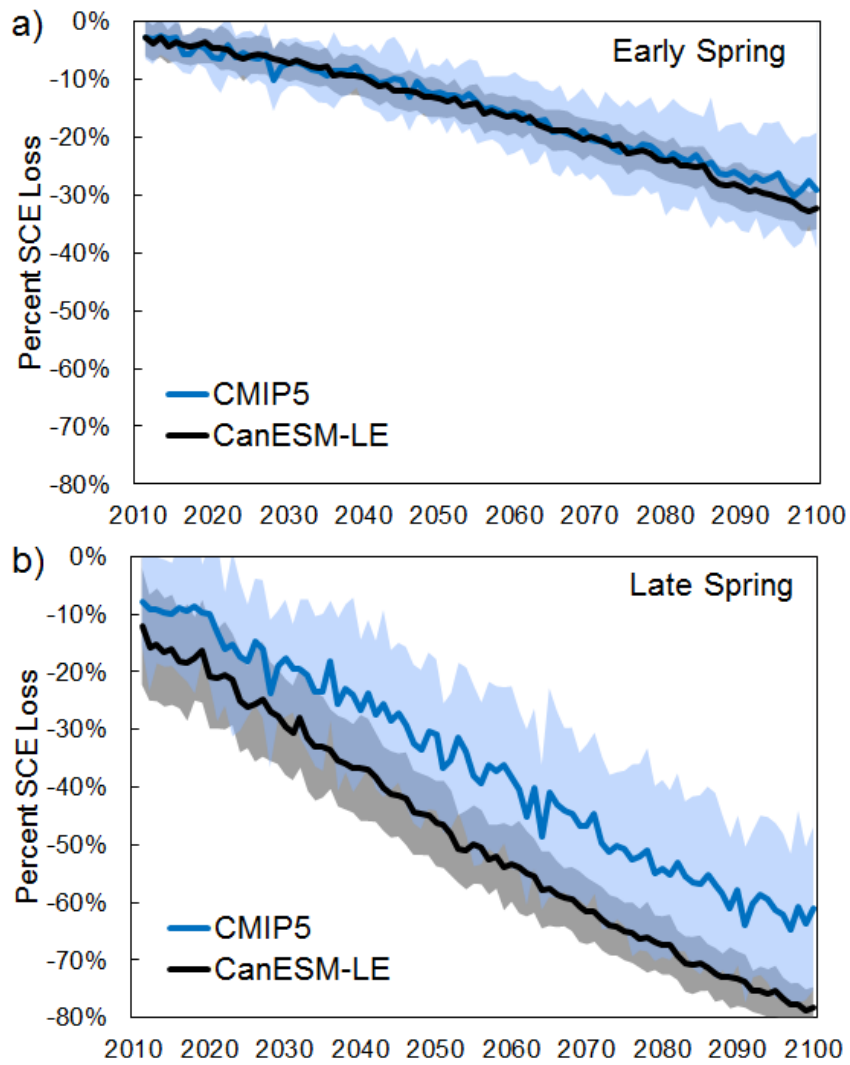 a)
Early Spring
Percent SCE Loss
0%
-10%
-20%
-30%
-40%
-50%
-60%
-70%
-80%
CMIP5
CanESM-LE
2010 2020 2030 2040 2050 2060 2070 2080 2090 2100
b)
Late Spring
Percent SCE Loss
0%
-10%
-20%
-30%
-40%
-50%
-60%
-70%
-80%
CMIP5
CanESM-LE
2010 2020 2030 2040 2050 2060 2070 2080 2090 2100